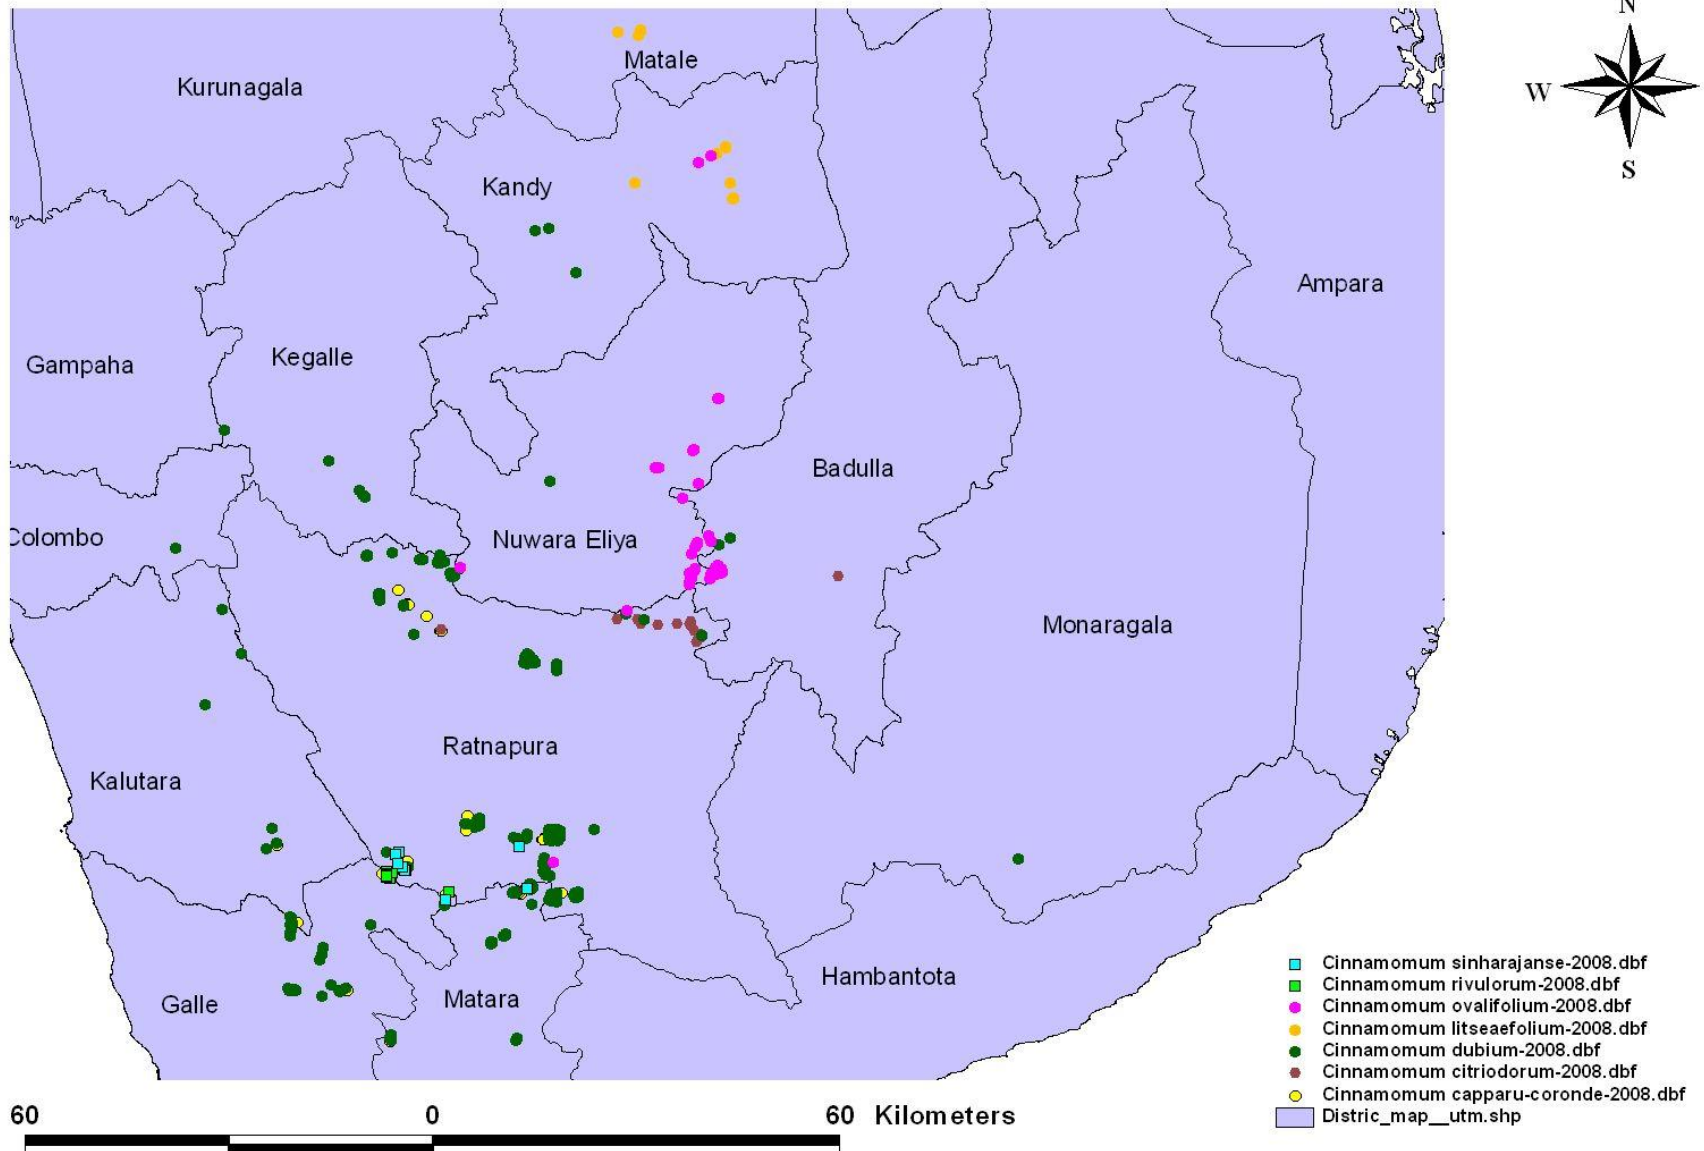 N
W
S
Matale
Kurunagala
Kandy
Ampara
Kegalle
Gampaha
Badulla
Colombo
Nuwara Eliya
Monaragala
Ratnapura
Kalutara
Hambantota
Galle
Matara
Cinnamomum sinharajanse-2008.dbf
Cinnamomum rivulorum-2008.dbf
Cinnamomum ovalifolium-2008.dbf
Cinnamomum litseaefolium-2008.dbf
Cinnamomum dubium-2008.dbf
Cinnamomum citriodorum-2008.dbf
Cinnamomum capparu-coronde-2008.dbf
Distric_map__utm.shp
60 0 60 Kilometers